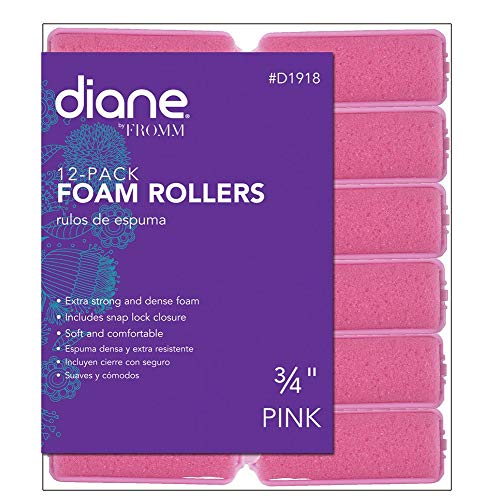 #D1918
diane®
by FROMM
12-PACK
FOAM ROLLERS
rulos de espuma
• Extra strong and dense foam
• Includes snap lock closure
• Soft and comfortable
• Espuma densa y extra resistente
• Incluyen cierre con seguro
• Suaves y cómodos
3/4"
PINK